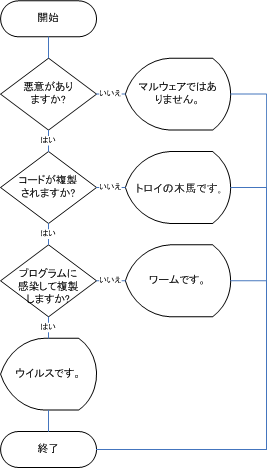 開始
悪意があり
ますか?
いいえ
マルウェアではあ
りません。
はい
コードが複製
されますか?
いいえ
トロイの木馬です。
はい
プログラムに
感染して複製
しますか?
いいえ
ワームです。
はい
ウイルスです。
終了